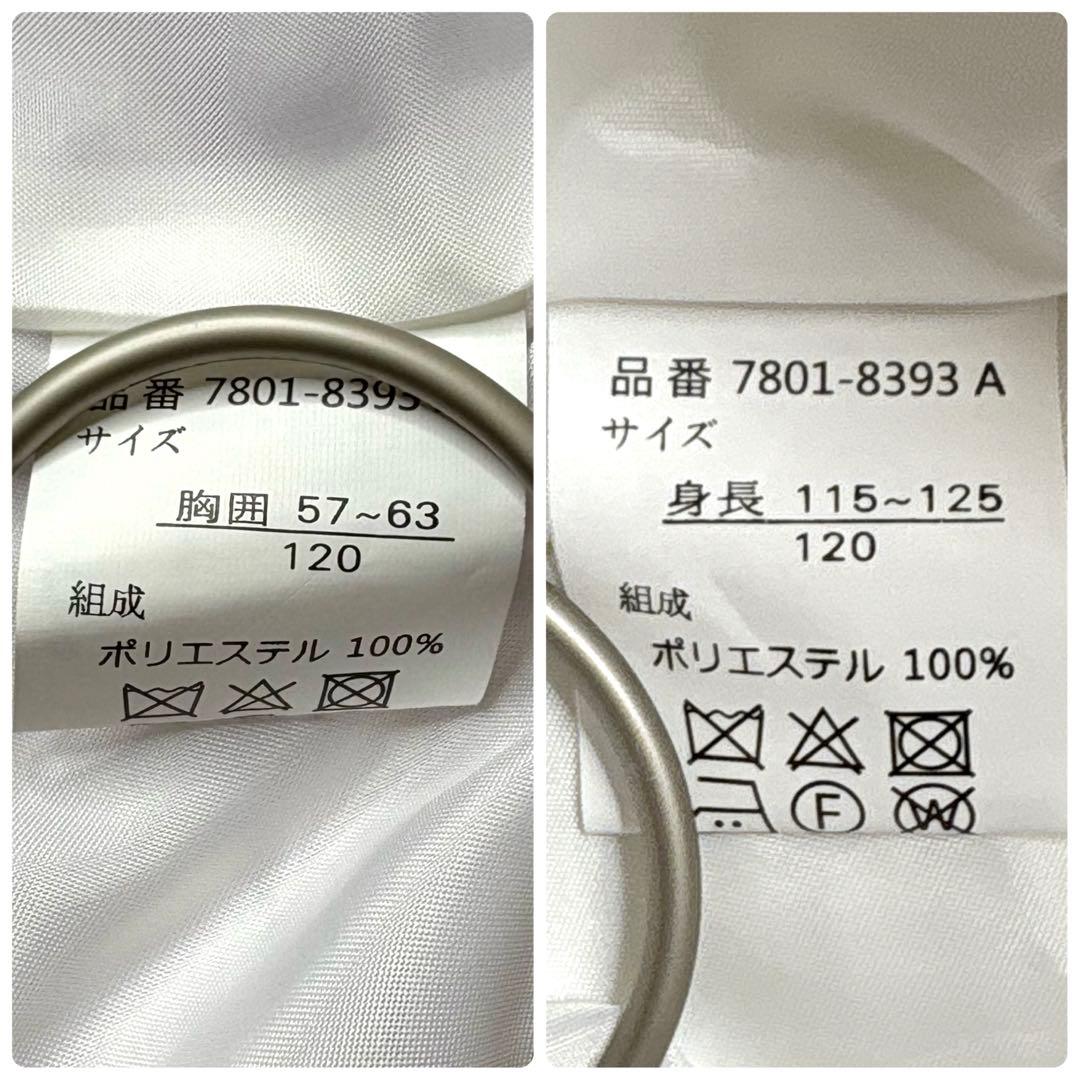 品番 7801-8393
サイズ
胸囲 57~63
120
組成
ポリエステル 100%
品番 7801-8393 A
サイズ
身長 115~125
120
組成
ポリエステル 100%
F
W